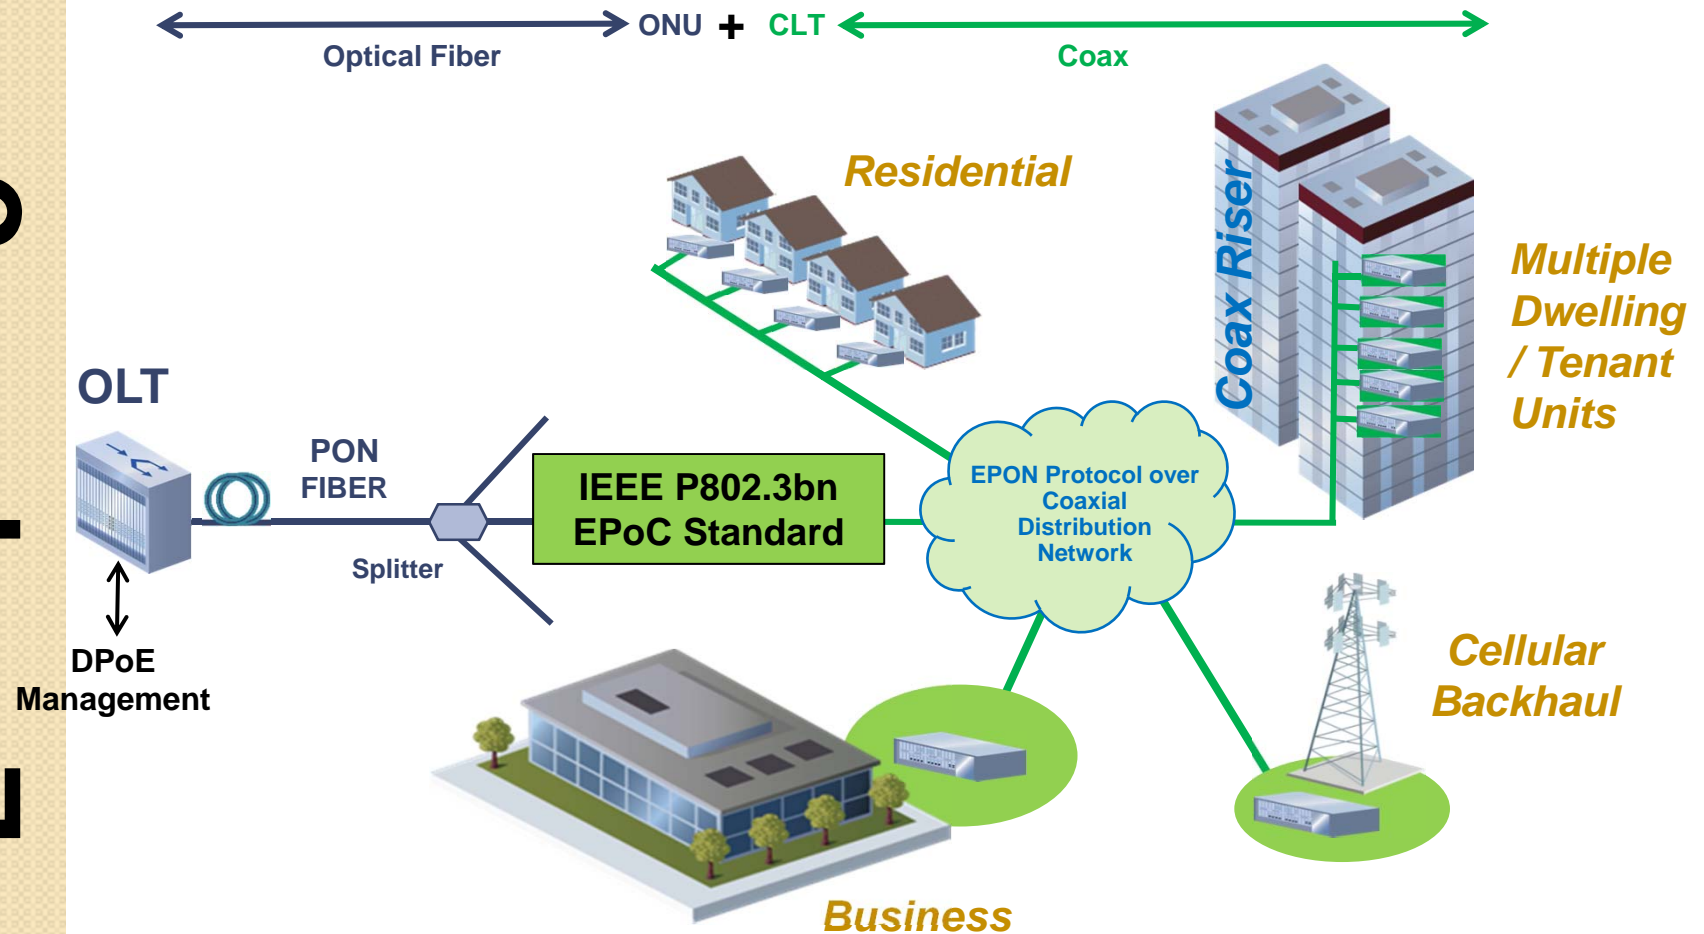 ONU + CLT
Optical Fiber
Coax
Residential
Coax Riser
Multiple
Dwelling
/ Tenant
Units
OLT
PON
FIBER
Splitter
IEEE P802.3bn
EPoC Standard
EPON Protocol over
Coaxial
Distribution
Network
DPoE
Management
Cellular
Backhaul
Business